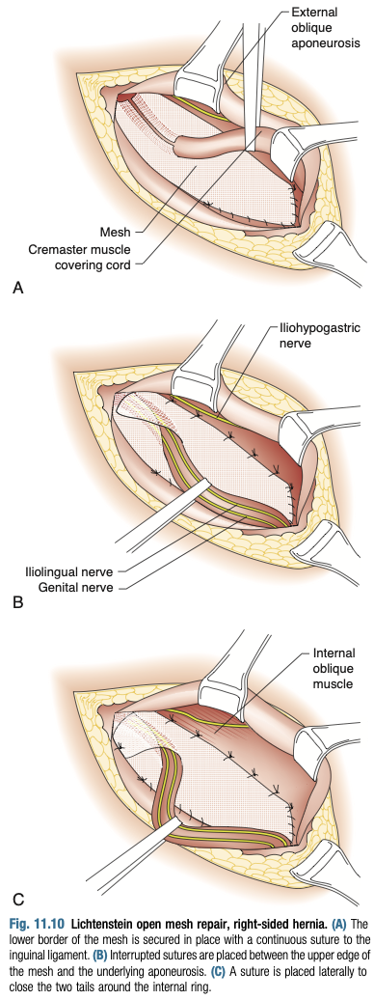 External
oblique
aponeurosis
Mesh
Cremaster muscle
covering cord
A
Iliohypogastric
nerve
Iliolingual nerve
Genital nerve
B
Internal
oblique
muscle
C
Fig. 11.10 Lichtenstein open mesh repair, right-sided hernia. (A) The
lower border of the mesh is secured in place with a continuous suture to the
inguinal ligament. (B) Interrupted sutures are placed between the upper edge of
the mesh and the underlying aponeurosis. (C) A suture is placed laterally to
close the two tails around the internal ring.